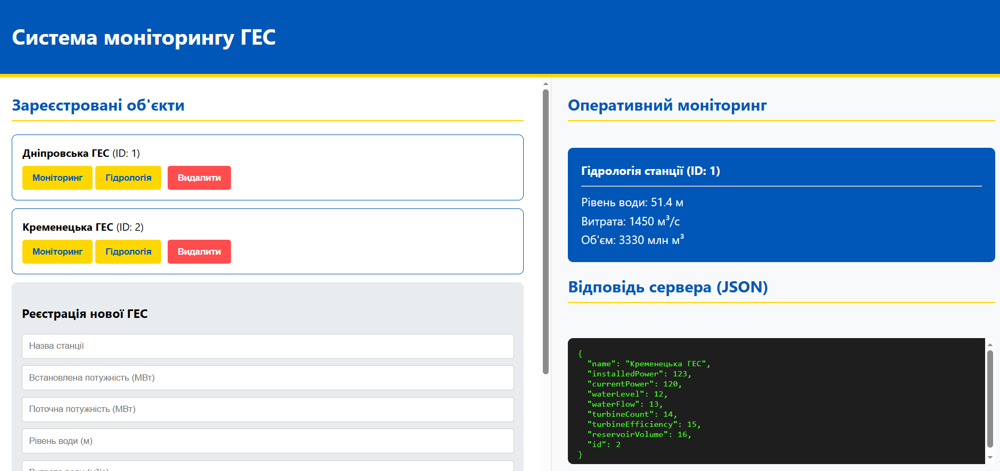 Система моніторингу ГЕС
Зареєстровані об'єкти
Дніпровська ГЕС (ID: 1)
Моніторинг Гідрологія Видалити
Кременецька ГЕС (ID: 2)
Моніторинг Гідрологія Видалити
Реєстрація нової ГЕС
Назва станції
Встановлена потужність (МВт)
Поточна потужність (МВт)
Рівень води (м)
Оперативний моніторинг
Гідрологія станції (ID: 1)
Рівень води: 51.4 м
Витрата: 1450 м³/с
Об'єм: 3330 млн м³
Відповідь сервера (JSON)
{
"name": "Кременецька ГЕС",
"installedPower": 123,
"currentPower": 120,
"waterLevel": 12,
"waterFlow": 13,
"turbineCount": 14,
"turbineEfficiency": 15,
"reservoirVolume": 16,
"id": 2
}